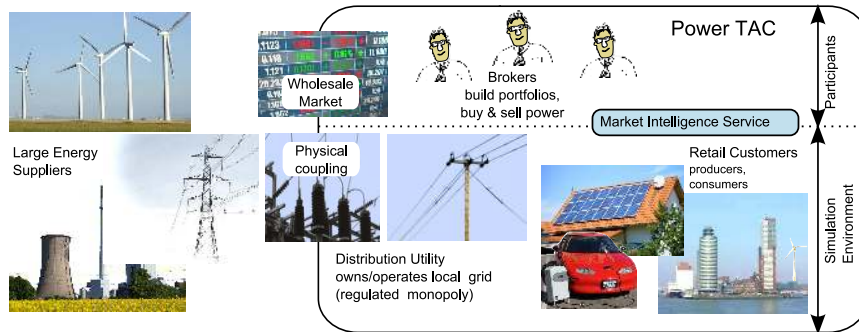 Power TAC
Wholesale
Market
Brokers
build portfolios,
buy & sell power
Participants
Market Intelligence Service
Large Energy
Suppliers
Physical
coupling
Retail Customers
producers,
consumers
Simulation
Environment
Distribution Utility
owns/operates local grid
(regulated monopoly)